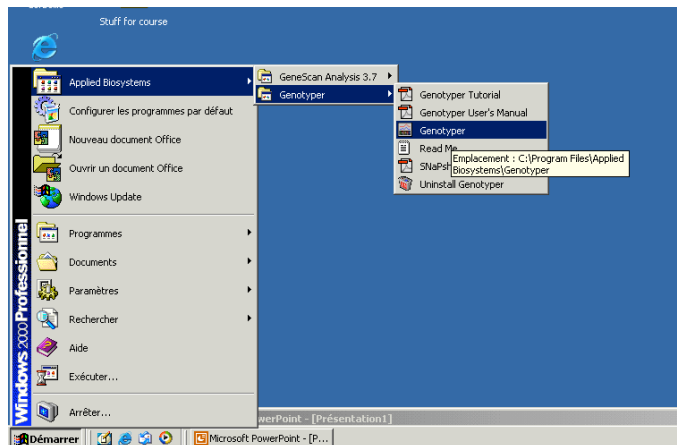 Stuff for course
Applied Biosystems
Configurer les programmes par défaut
Nouveau document Office
Ouvrir un document Office
Windows Update
Programmes
Documents
Paramètres
Rechercher
Aide
Exécuter...
Arrêter...
Windows 2000 Professionnel
GeneScan Analysis 3.7
Genotyper
Genotyper Tutorial
Genotyper User's Manual
Genotyper
Read Me
Emplacement : C:\Program Files\Applied
Biosystems\Genotyper
Uninstall Genotyper
werPoint - [Présentation1]
Démarrer
Microsoft PowerPoint - [P...